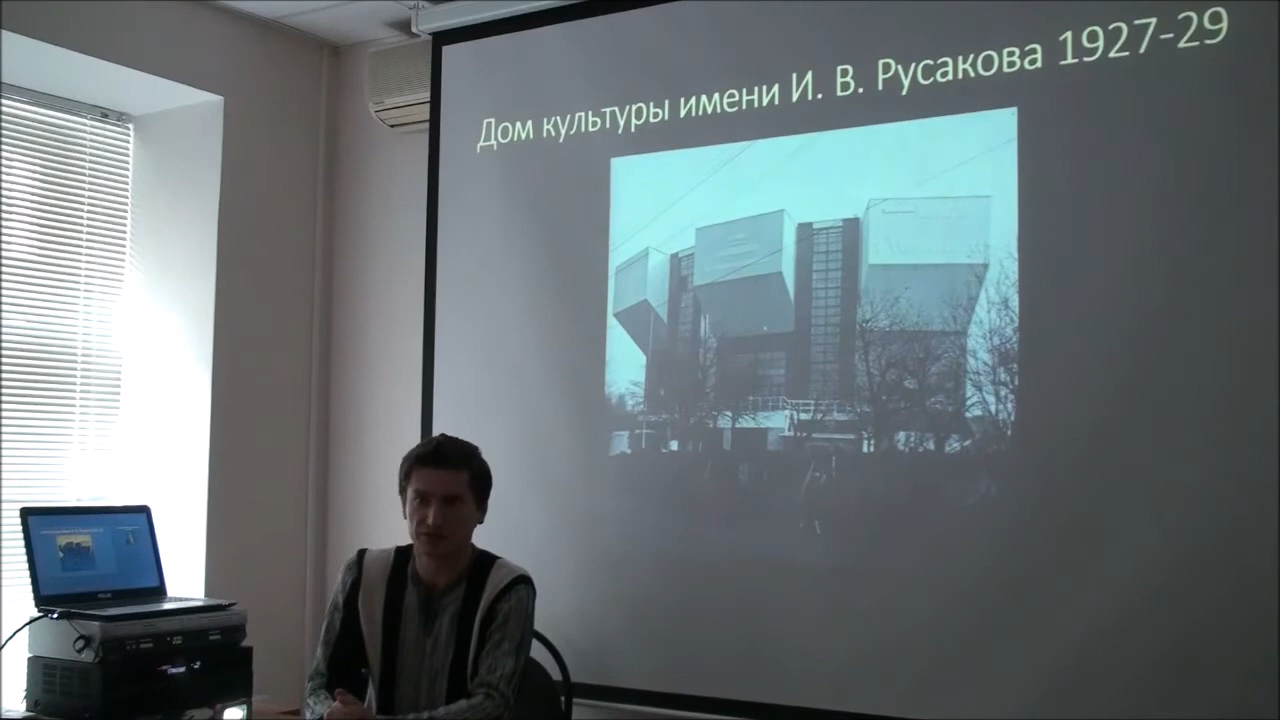 Дом культуры имени И. В. Русакова 1927-29